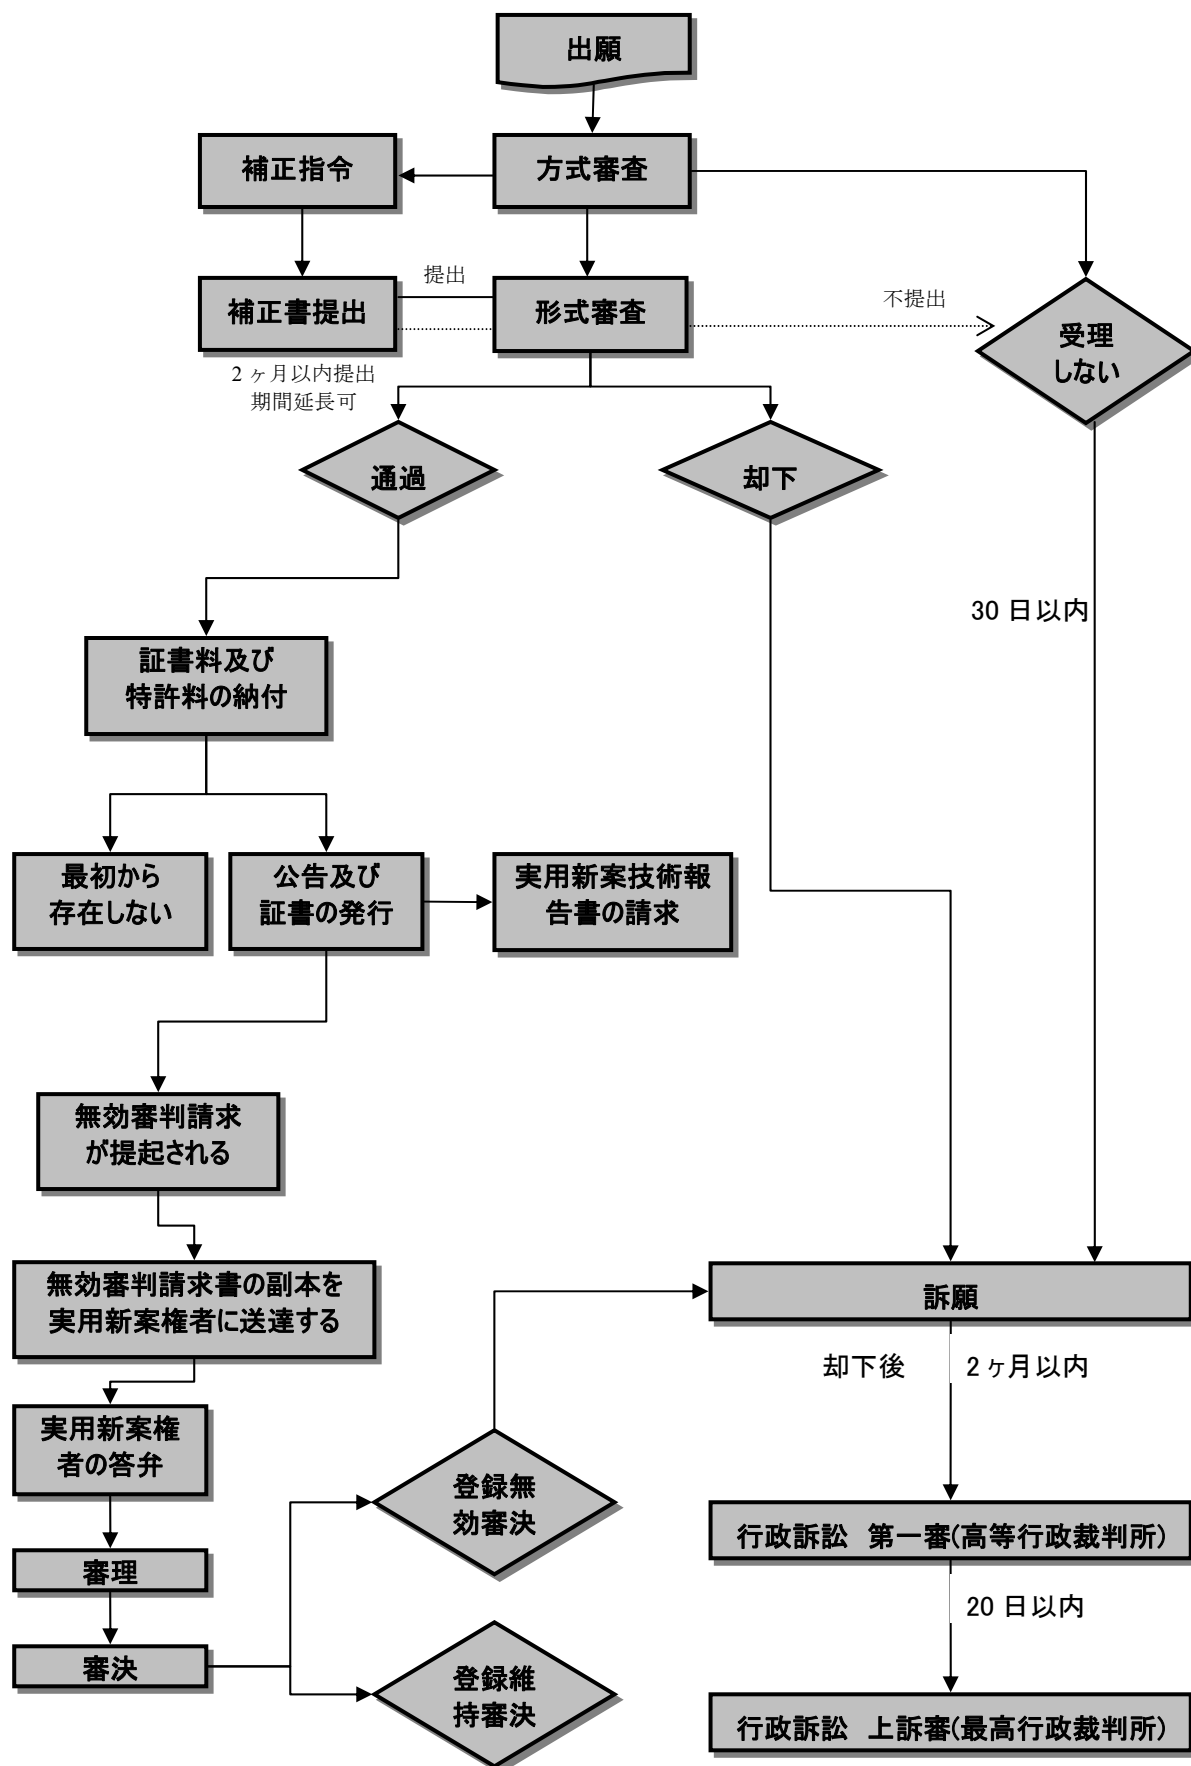 出願
補正指令
方式審査
提出
補正書提出
形式審査
不提出
受理
しない
2 ヶ月以内提出
期間延長可
通過
却下
30 日以内
証書料及び
特許料の納付
最初から
存在しない
公告及び
証書の発行
実用新案技術報
告書の請求
無効審判請求
が提起される
無効審判請求書の副本を
実用新案権者に送達する
訴願
却下後
2 ヶ月以内
実用新案権
者の答弁
登録無
効審決
行政訴訟 第一審(高等行政裁判所)
審理
20 日以内
審決
登録維
持審決
行政訴訟 上訴審(最高行政裁判所)